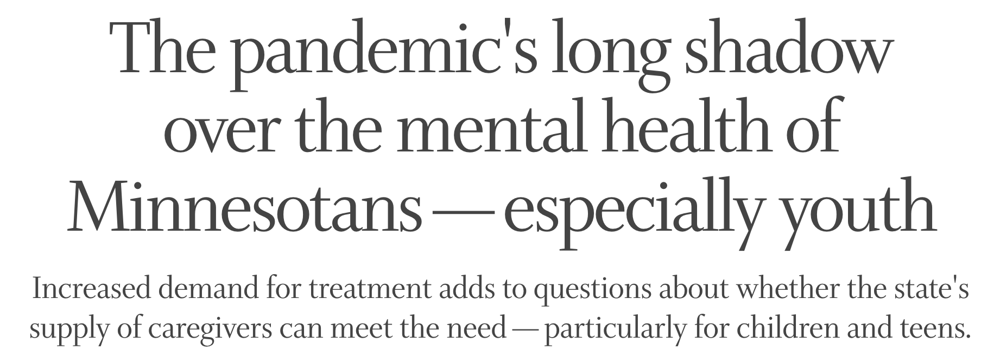 The pandemic's long shadow
over the mental health of
Minnesotans — especially youth
Increased demand for treatment adds to questions about whether the state's
supply of caregivers can meet the need — particularly for children and teens.